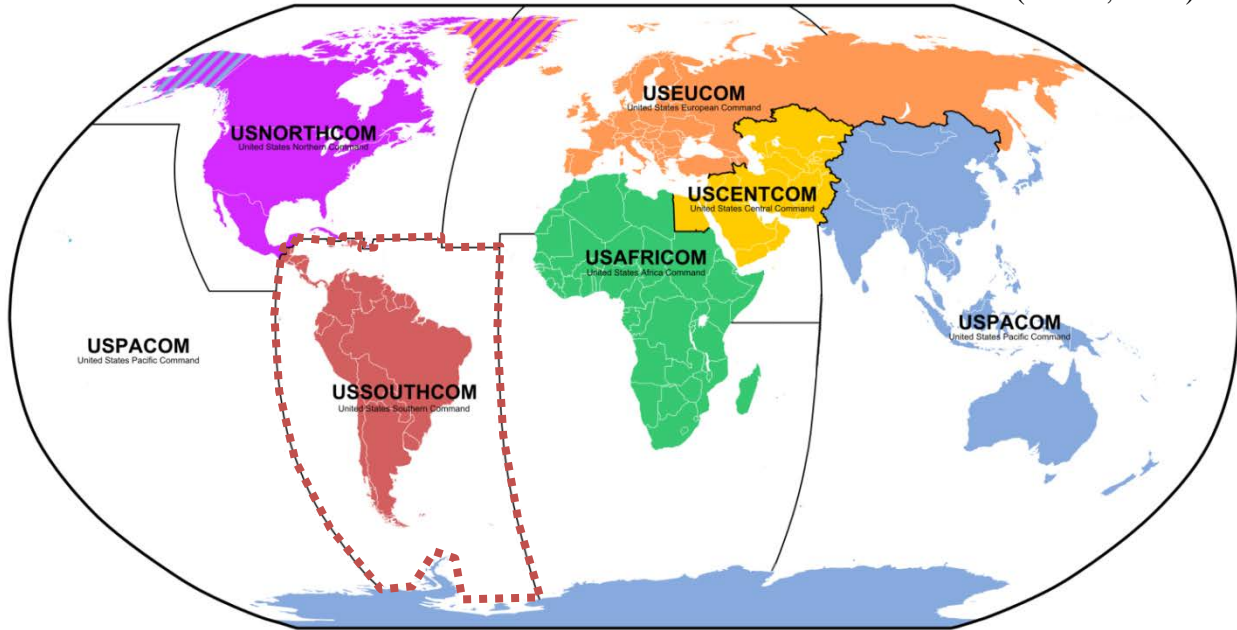 USEUCOM
United States European Command
USNORTHCOM
United States Northern Command
USCENTCOM
United States Central Command
USAFRICOM
United States Africa Command
USPACOM
United States Pacific Command
USPACOM
United States Pacific Command
USSOUTHCOM
United States Southern Command